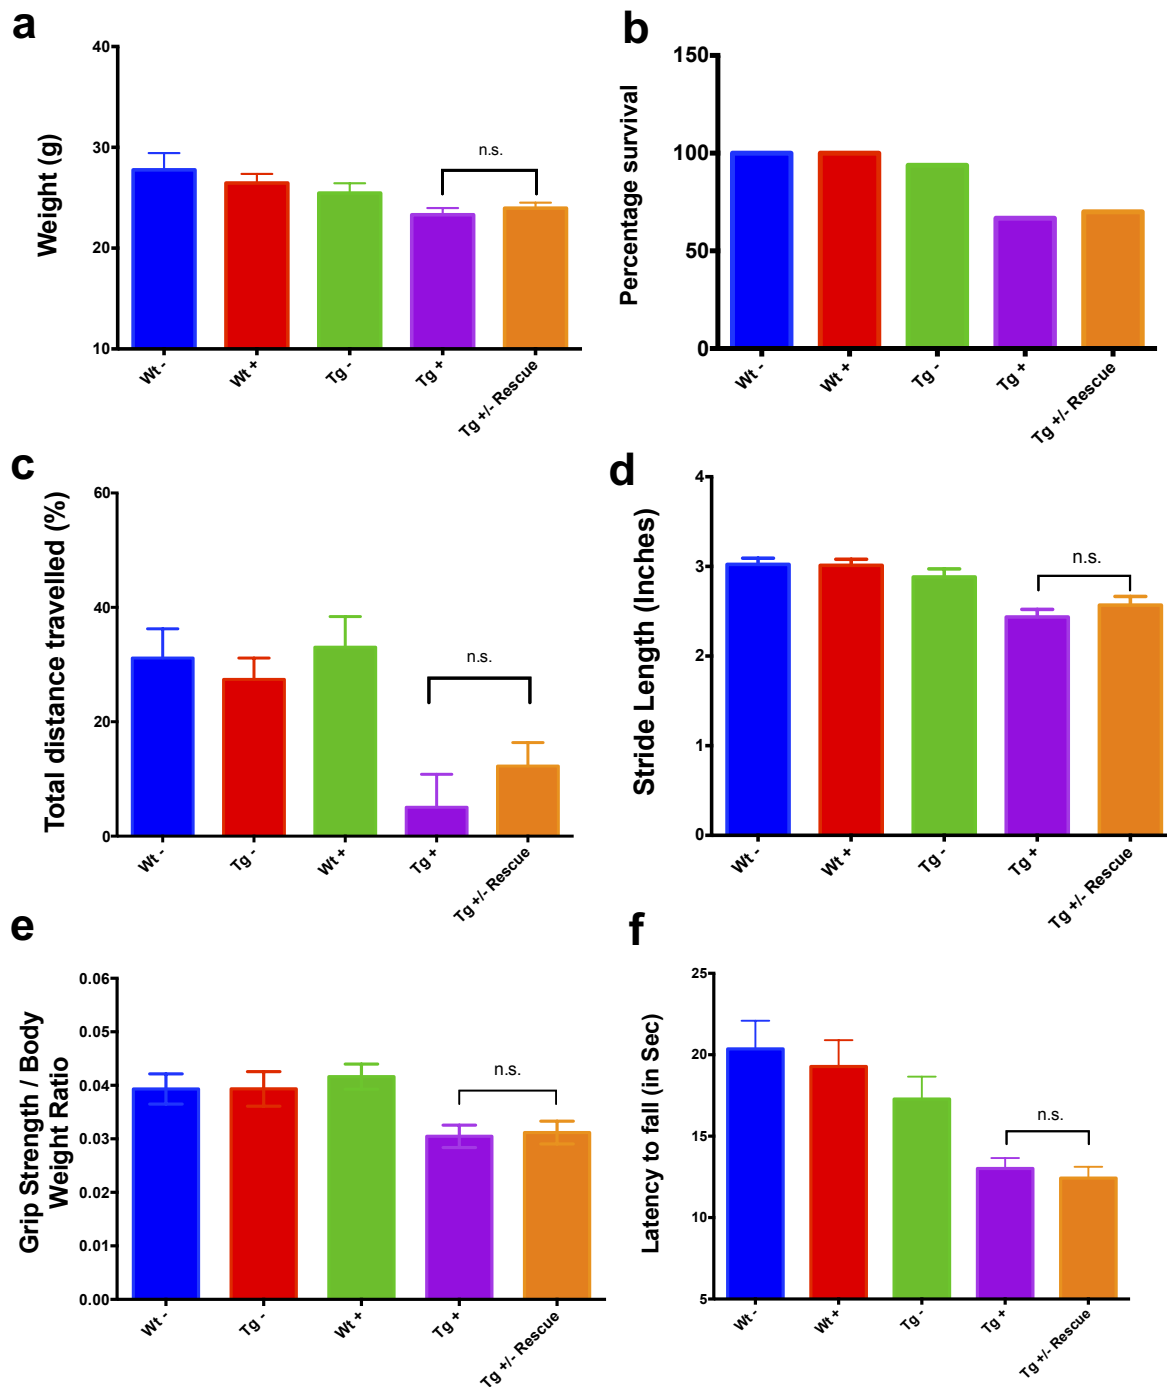 a
Weight (g)
40
30
20
10
n.s.
Wt -
Wt +
Tg -
Tg +
Tg +/- Rescue
b
Percentage survival
150
100
50
0
Wt -
Wt +
Tg -
Tg +
Tg +/- Rescue
c
Total distance travelled (%)
60
40
20
0
n.s.
Wt -
Tg -
Wt +
Tg +
Tg +/- Rescue
d
Stride Length (Inches)
4
3
2
1
0
n.s.
Wt -
Wt +
Tg -
Tg +
Tg +/- Rescue
e
Grip Strength / Body
Weight Ratio
0.06
0.05
0.04
0.03
0.02
0.01
0.00
n.s.
Wt -
Tg -
Wt +
Tg +
Tg +/- Rescue
f
Latency to fall (in Sec)
25
20
15
10
5
n.s.
Wt -
Wt +
Tg -
Tg +
Tg +/- Rescue